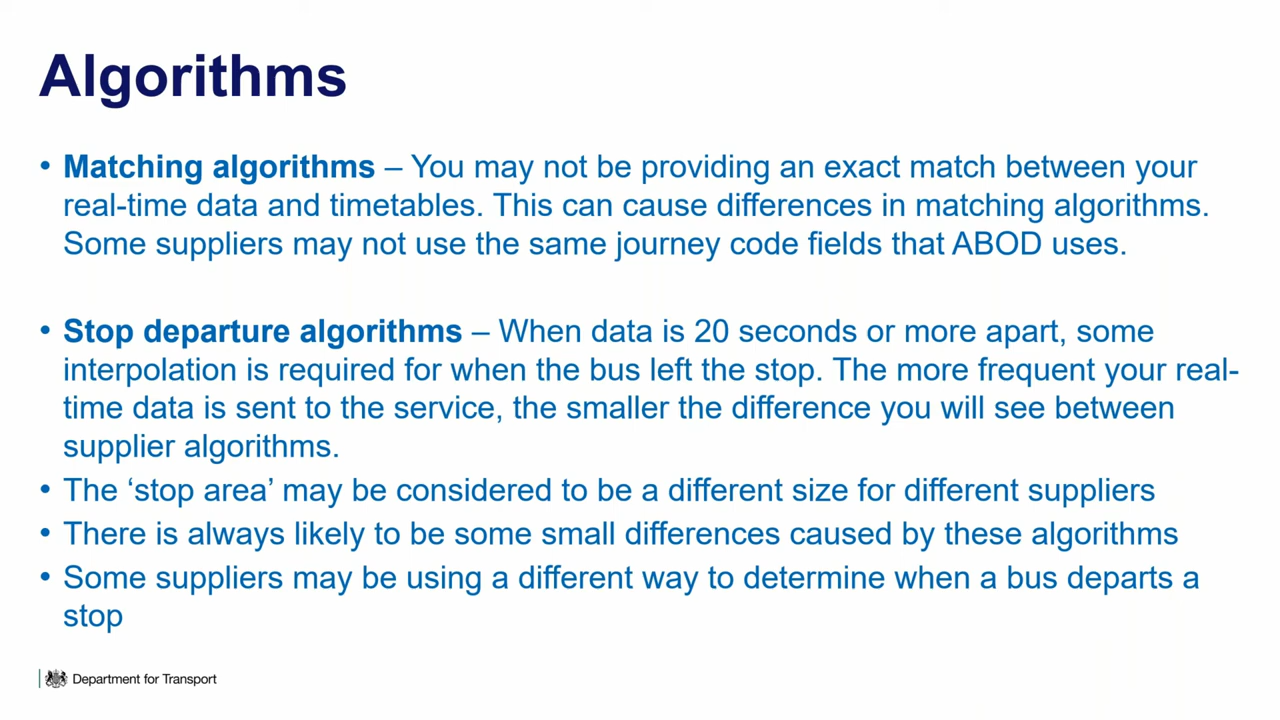 Algorithms
• Matching algorithms – You may not be providing an exact match between your
real-time data and timetables. This can cause differences in matching algorithms.
Some suppliers may not use the same journey code fields that ABOD uses.
• Stop departure algorithms – When data is 20 seconds or more apart, some
interpolation is required for when the bus left the stop. The more frequent your real-
time data is sent to the service, the smaller the difference you will see between
supplier algorithms.
• The ‘stop area’ may be considered to be a different size for different suppliers
• There is always likely to be some small differences caused by these algorithms
• Some suppliers may be using a different way to determine when a bus departs a
stop
Department for Transport